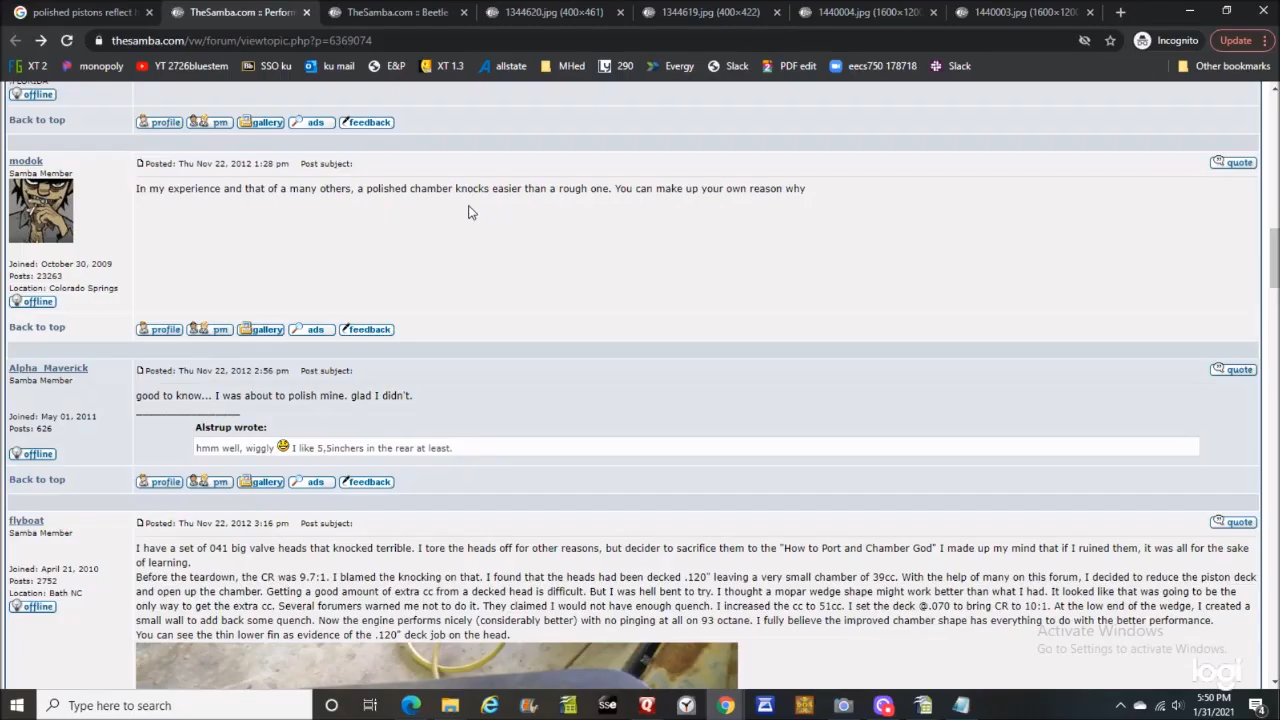 polished pistons reflect h
TheSamba.com :: Perform
TheSamba.com :: Beetle
1344620.jpg (400×461)
1344619.jpg (400×422)
1440004.jpg (1600×1200
1440003.jpg (1600×1200
thesamba.com/vw/forum/viewtopic.php?p=6369074
Incognito
Update
XT 2
monopoly
YT 2726bluestem
SSO ku
ku mail
E&P
XT 1.3
allstate
MHed
290
Evergy
Slack
PDF edit
eecs750 178718
Slack
Other bookmarks
offline
Back to top
profile
pm
gallery
ads
feedback
modok
Samba Member
Joined: October 30, 2009
Posts: 23263
Location: Colorado Springs
offline
Posted: Thu Nov 22, 2012 1:28 pm Post subject:
quote
In my experience and that of a many others, a polished chamber knocks easier than a rough one. You can make up your own reason why
Back to top
profile
pm
gallery
ads
feedback
Alpha_Maverick
Samba Member
Joined: May 01, 2011
Posts: 626
offline
Posted: Thu Nov 22, 2012 2:56 pm Post subject:
quote
good to know... I was about to polish mine. glad I didn't.
Alstrup wrote:
hmm well, wiggly I like 5,5inchers in the rear at least.
Back to top
profile
pm
gallery
ads
feedback
flyboat
Samba Member
Joined: April 21, 2010
Posts: 2752
Location: Bath NC
offline
Posted: Thu Nov 22, 2012 3:16 pm Post subject:
quote
I have a set of 041 big valve heads that knocked terrible. I tore the heads off for other reasons, but decider to sacrifice them to the "How to Port and Chamber God" I made up my mind that if I ruined them, it was all for the sake
of learning.
Before the teardown, the CR was 9.7:1. I blamed the knocking on that. I found that the heads had been decked .120" leaving a very small chamber of 39cc. With the help of many on this forum, I decided to reduce the piston deck
and open up the chamber. Getting a good amount of extra cc from a decked head is difficult. But I was hell bent to try. I thought a mopar wedge shape might work better than what I had. It looked like that was going to be the
only way to get the extra cc. Several forumers warned me not to do it. They claimed I would not have enough quench. I increased the cc to 51cc. I set the deck @.070 to bring CR to 10:1. At the low end of the wedge, I created a
small wall to add back some quench. Now the engine performs nicely (considerably better) with no pinging at all on 93 octane. I fully believe the improved chamber shape has everything to do with the better performance.
You can see the thin lower fin as evidence of the .120" deck job on the head.
Activate Windows
Go to Settings to activate Windows.
logi
Type here to search
sse
5:50 PM
1/31/2021
4